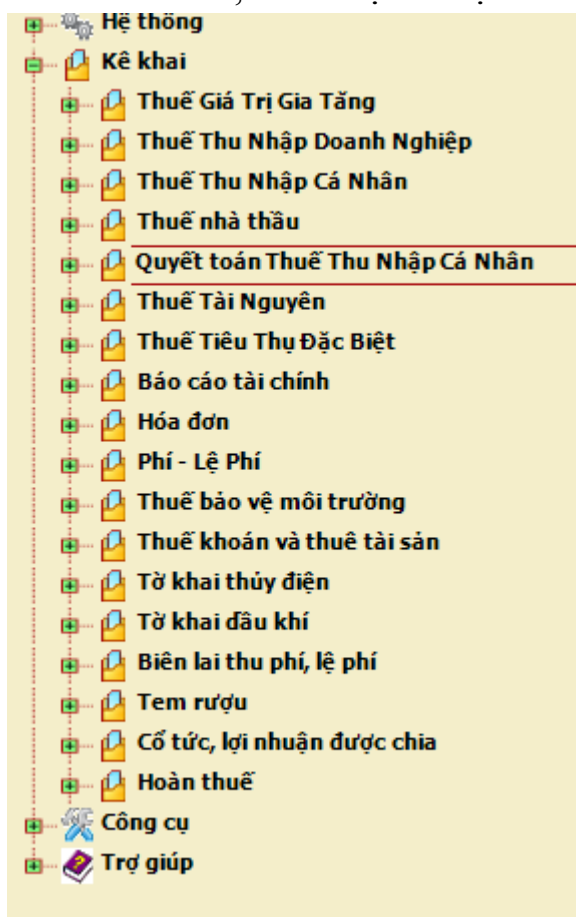 Hệ thống
Kê khai
Thuế Giá Trị Gia Tăng
Thuế Thu Nhập Doanh Nghiệp
Thuế Thu Nhập Cá Nhân
Thuế nhà thầu
Quyết toán Thuế Thu Nhập Cá Nhân
Thuế Tài Nguyên
Thuế Tiêu Thụ Đặc Biệt
Báo cáo tài chính
Hóa đơn
Phí - Lệ Phí
Thuế bảo vệ môi trường
Thuế khoán và thuê tài sản
Tờ khai thủy điện
Tờ khai dầu khí
Biên lai thu phí, lệ phí
Tem rượu
Cổ tức, lợi nhuận được chia
Hoàn thuế
Công cụ
Trợ giúp